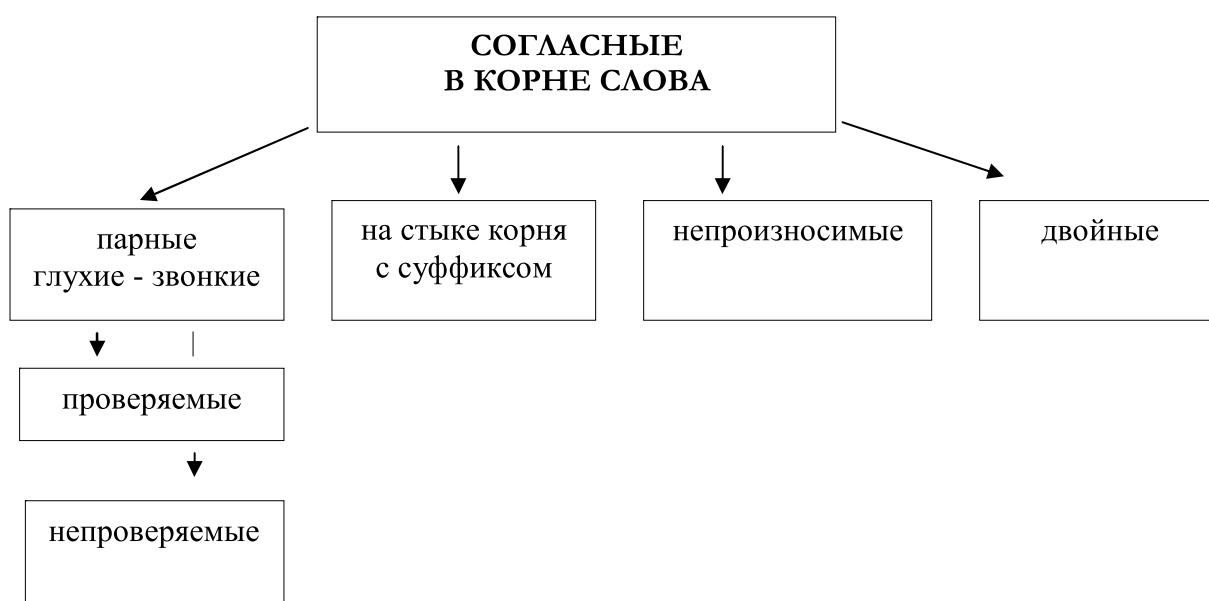 СОГЛАСНЫЕ
В КОРНЕ СЛОВА
парные
глухие - звонкие
на стыке корня
с суффиксом
непроизносимые
двойные
проверяемые
непроверяемые